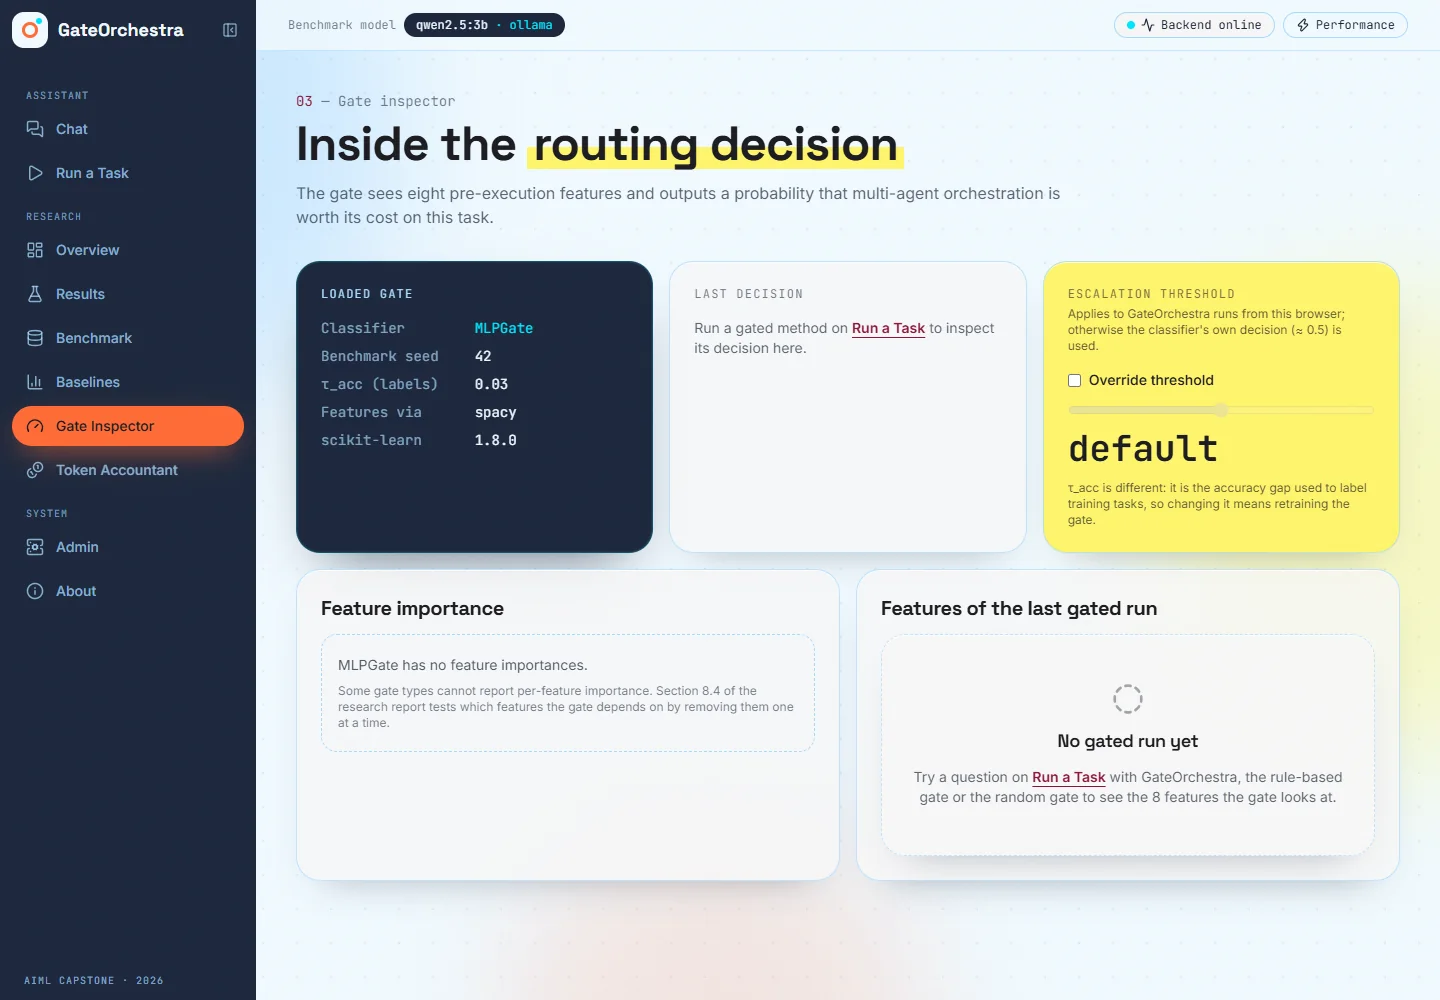 GateOrchestra
Benchmark model
qwen2.5:3b · ollama
Backend online
Performance
ASSISTANT
Chat
Run a Task
RESEARCH
Overview
Results
Benchmark
Baselines
Gate Inspector
Token Accountant
SYSTEM
Admin
About
AIML CAPSTONE · 2026
03 — Gate inspector
Inside the routing decision
The gate sees eight pre-execution features and outputs a probability that multi-agent orchestration is
worth its cost on this task.
LOADED GATE
Classifier MLPGate
Benchmark seed 42
τ_acc (labels) 0.03
Features via spacy
scikit-learn 1.8.0
LAST DECISION
Run a gated method on Run a Task to inspect
its decision here.
ESCALATION THRESHOLD
Applies to GateOrchestra runs from this browser;
otherwise the classifier's own decision (≈ 0.5) is
used.
Override threshold
default
τ_acc is different: it is the accuracy gap used to label
training tasks, so changing it means retraining the
gate.
Feature importance
MLPGate has no feature importances.
Some gate types cannot report per-feature importance. Section 8.4 of the
research report tests which features the gate depends on by removing them one
at a time.
Features of the last gated run
No gated run yet
Try a question on Run a Task with GateOrchestra, the rule-based
gate or the random gate to see the 8 features the gate looks at.